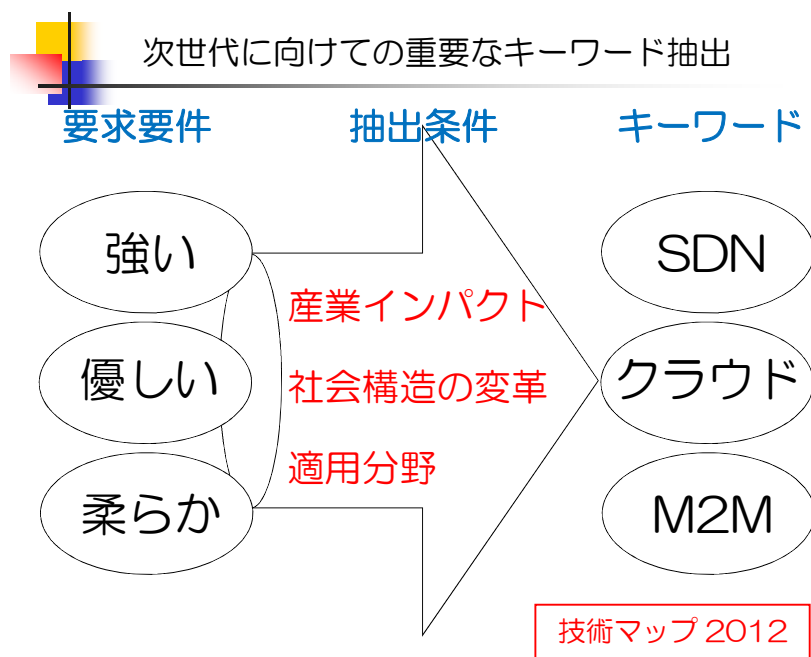 次世代に向けての重要なキーワード抽出
要求要件
抽出条件
キーワード
強い
優しい
柔らか
産業インパクト
社会構造の変革
適用分野
SDN
クラウド
M2M
技術マップ 2012